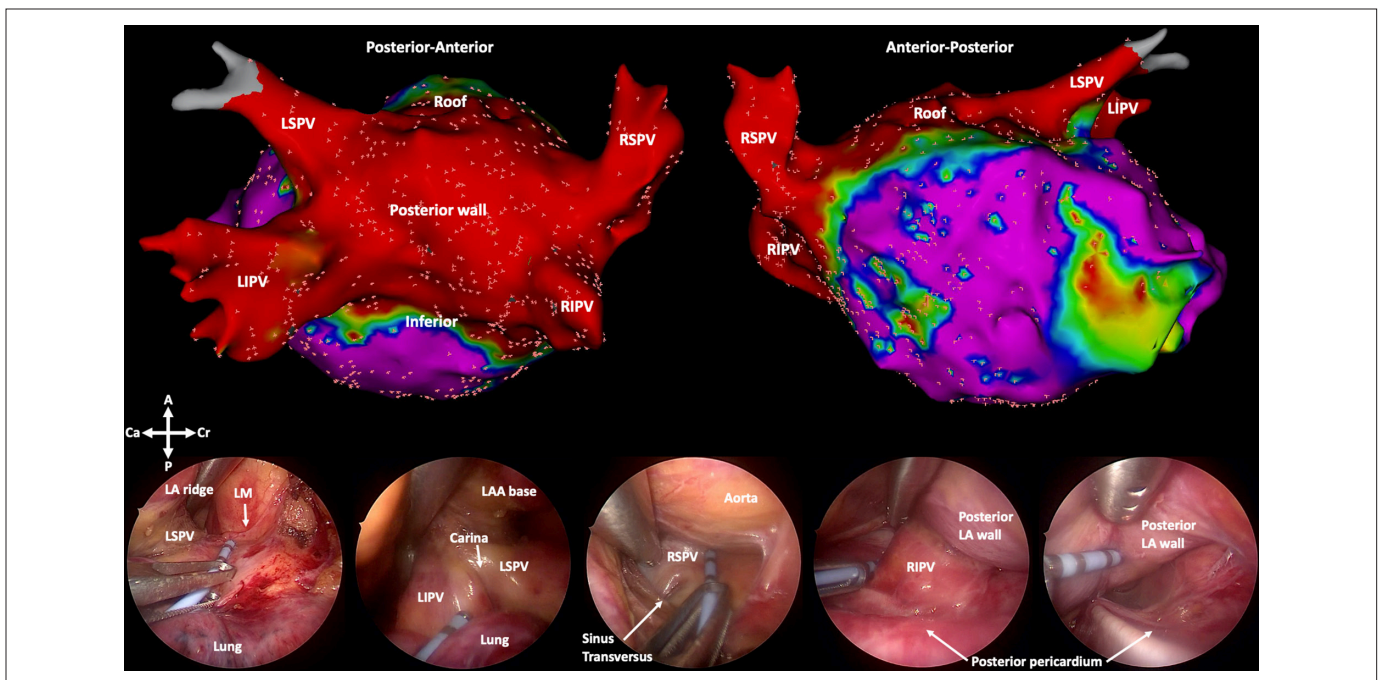 Posterior-Anterior
Anterior-Posterior
Roof
LSPV
RSPV
Posterior wall
LIPV
RIPV
Inferior
LSPV
LIPV
Roof
RSPV
RIPV
A
Ca
Cr
P
LA ridge
LM
LSPV
Lung
LAA base
Carina
LSPV
LIPV
Lung
Aorta
RSPV
Sinus
Transversus
Posterior
LA wall
RIPV
Posterior
LA wall
Posterior pericardium